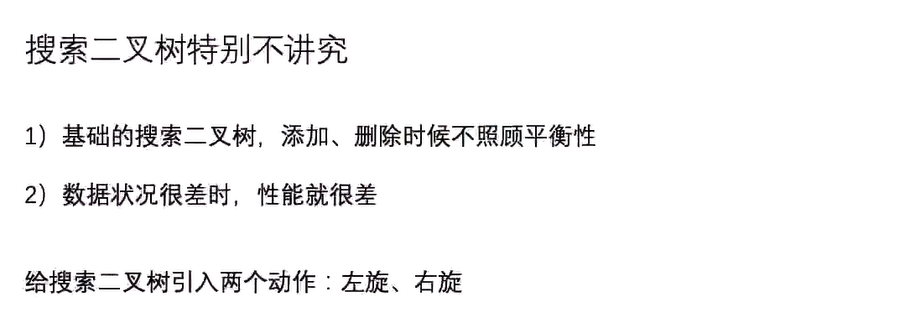 搜索二叉树特别不讲究
1）基础的搜索二叉树，添加、删除时候不照顾平衡性
2）数据状况很差时，性能就很差
给搜索二叉树引入两个动作：左旋、右旋